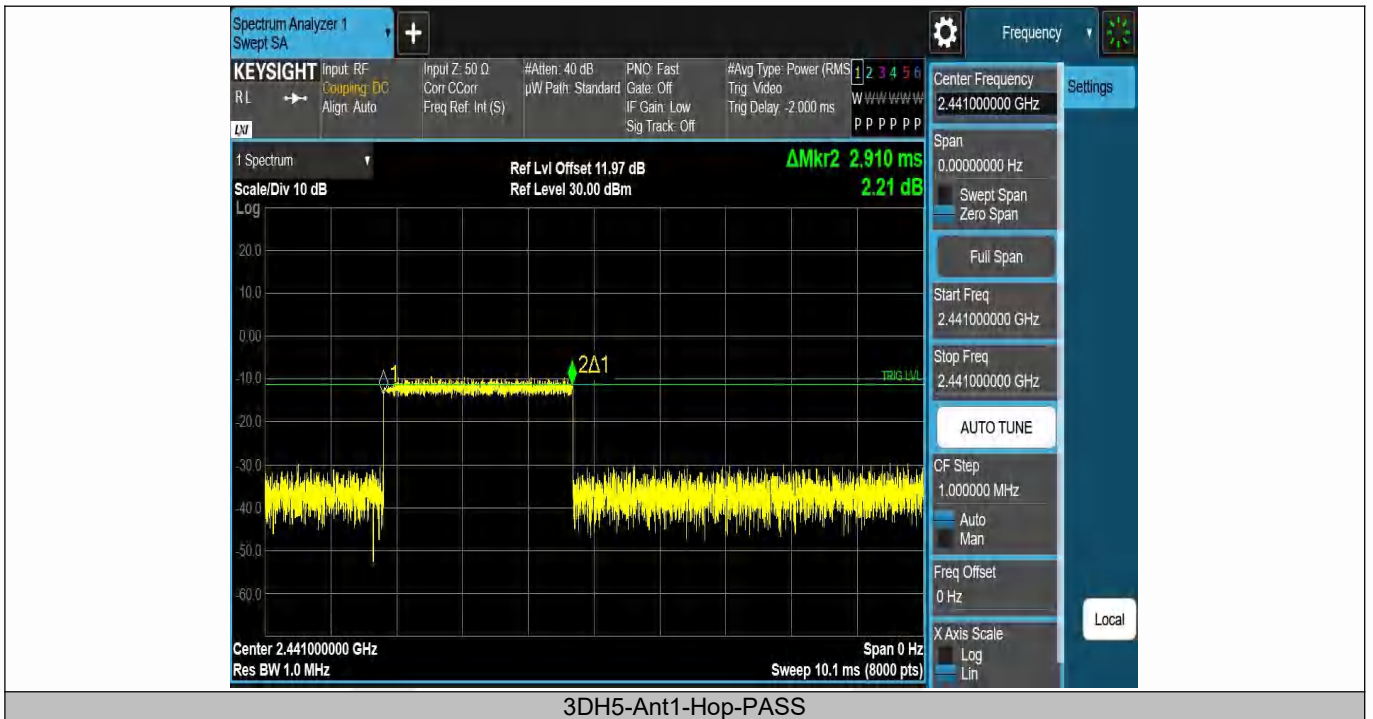 Spectrum Analyzer 1
Swept SA
+
Frequency
KEYSIGHT
RL
LXI
Input: RF
Coupling: DC
Align: Auto
Input Z: 50 Ω
Corr CCorr
Freq Ref: Int (S)
#Atten: 40 dB
µW Path: Standard
PNO: Fast
Gate: Off
IF Gain: Low
Sig Track: Off
#Avg Type: Power (RMS
Trig: Video
Trig Delay: -2.000 ms
1 2 3 4 5 6
W W W W W W
P P P P P P
1 Spectrum
Scale/Div 10 dB
Log
Ref Lvl Offset 11.97 dB
Ref Level 30.00 dBm
ΔMkr2 2.910 ms
2.21 dB
20.0
10.0
0.00
-10.0
-20.0
-30.0
-40.0
-50.0
-60.0
1
2Δ1
TRIG LVL
Center 2.441000000 GHz
Res BW 1.0 MHz
Span 0 Hz
Sweep 10.1 ms (8000 pts)
Center Frequency
2.441000000 GHz
Settings
Span
0.00000000 Hz
Swept Span
Zero Span
Full Span
Start Freq
2.441000000 GHz
Stop Freq
2.441000000 GHz
AUTO TUNE
CF Step
1.000000 MHz
Auto
Man
Freq Offset
0 Hz
X Axis Scale
Log
Lin
Local
3DH5-Ant1-Hop-PASS